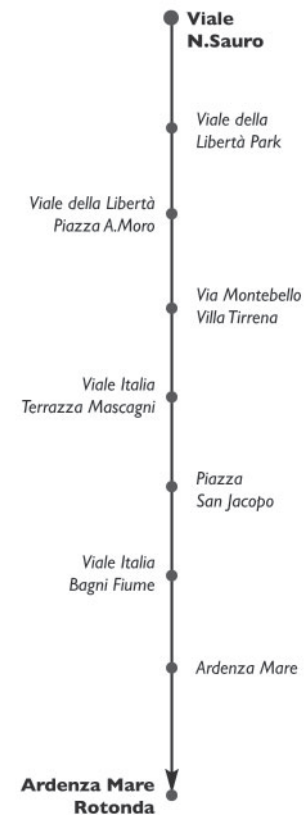 Viale
N.Sauro
Viale della
Libertà Park
Viale della Libertà
Piazza A.Moro
Via Montebello
Villa Tirrena
Viale Italia
Terrazza Mascagni
Piazza
San Jacopo
Viale Italia
Bagni Fiume
Ardenza Mare
Ardenza Mare
Rotonda